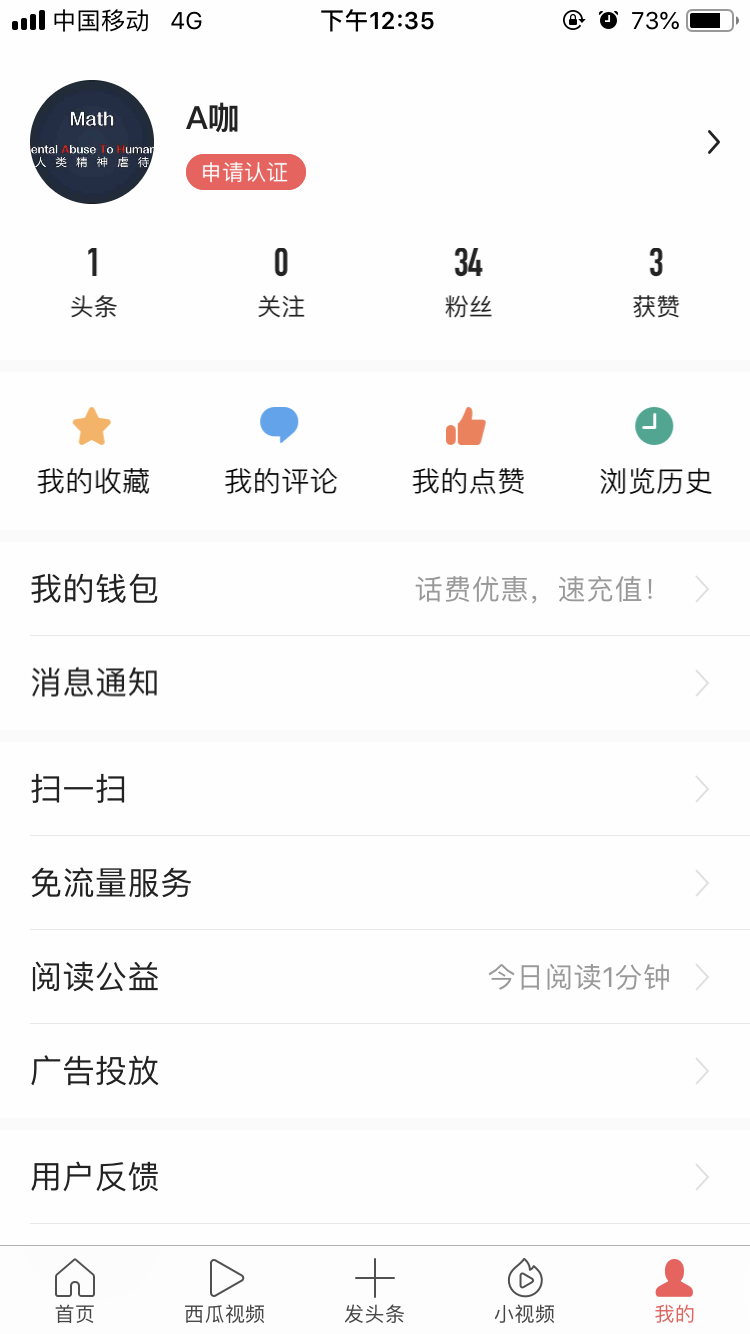 中国移动 4G 下午12:35 73%
Math
ental Abuse To Human
人类精神虐待
A咖
申请认证
1 0 34 3
头条 关注 粉丝 获赞
我的收藏 我的评论 我的点赞 浏览历史
我的钱包 话费优惠，速充值！
消息通知
扫一扫
免流量服务
阅读公益 今日阅读1分钟
广告投放
用户反馈
首页 西瓜视频 发头条 小视频 我的